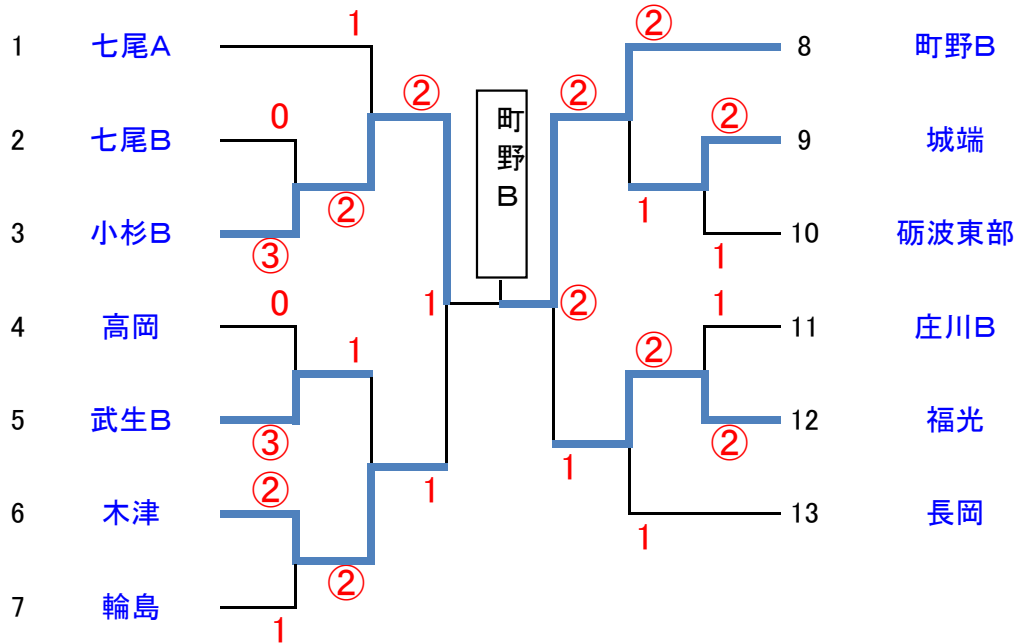 1 七尾A 1
2 七尾B 0
3 小杉B ③
②
②
4 高岡 0
5 武生B ③
1
6 木津 ②
7 輪島 1
②
1
1
町野B
②
8 町野B ②
②
9 城端 ②
10 砺波東部 1
1
11 庄川B 1
12 福光 ②
②
13 長岡 1
1